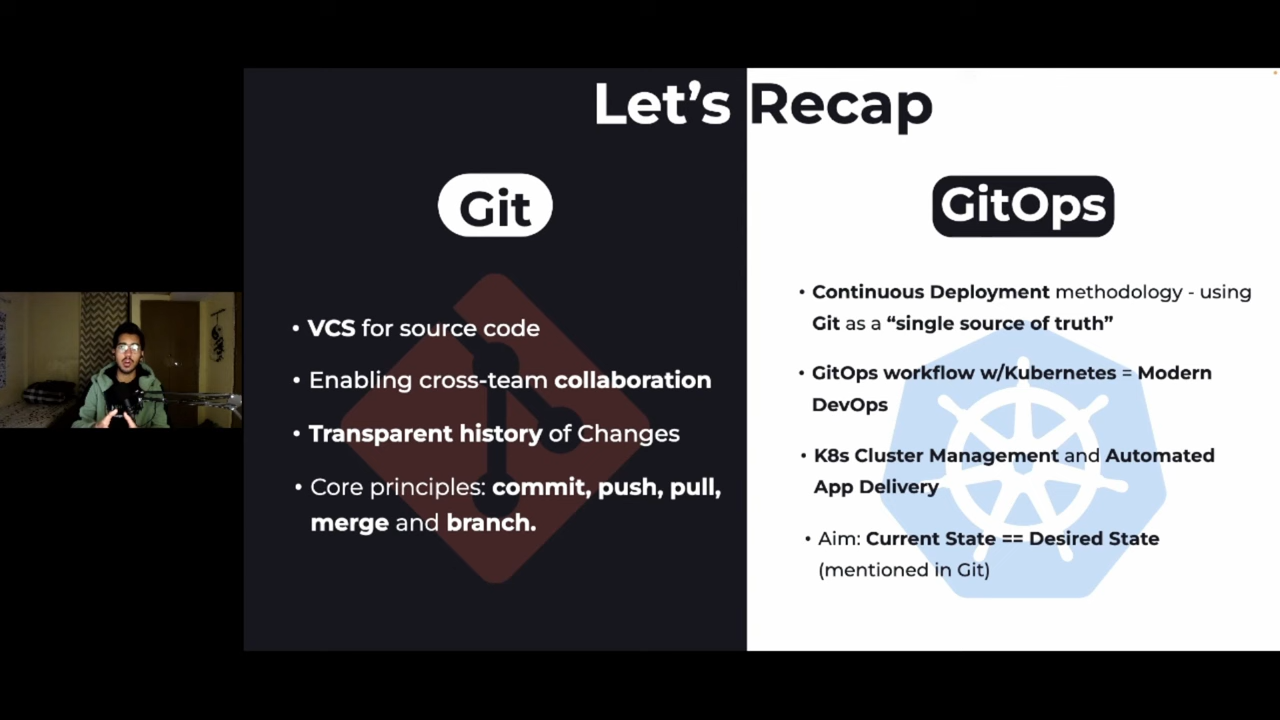 Let’s Recap
Git
• VCS for source code
• Enabling cross-team collaboration
• Transparent history of Changes
• Core principles: commit, push, pull,
merge and branch.
GitOps
• Continuous Deployment methodology - using
Git as a “single source of truth”
• GitOps workflow w/Kubernetes = Modern
DevOps
• K8s Cluster Management and Automated
App Delivery
• Aim: Current State == Desired State
(mentioned in Git)